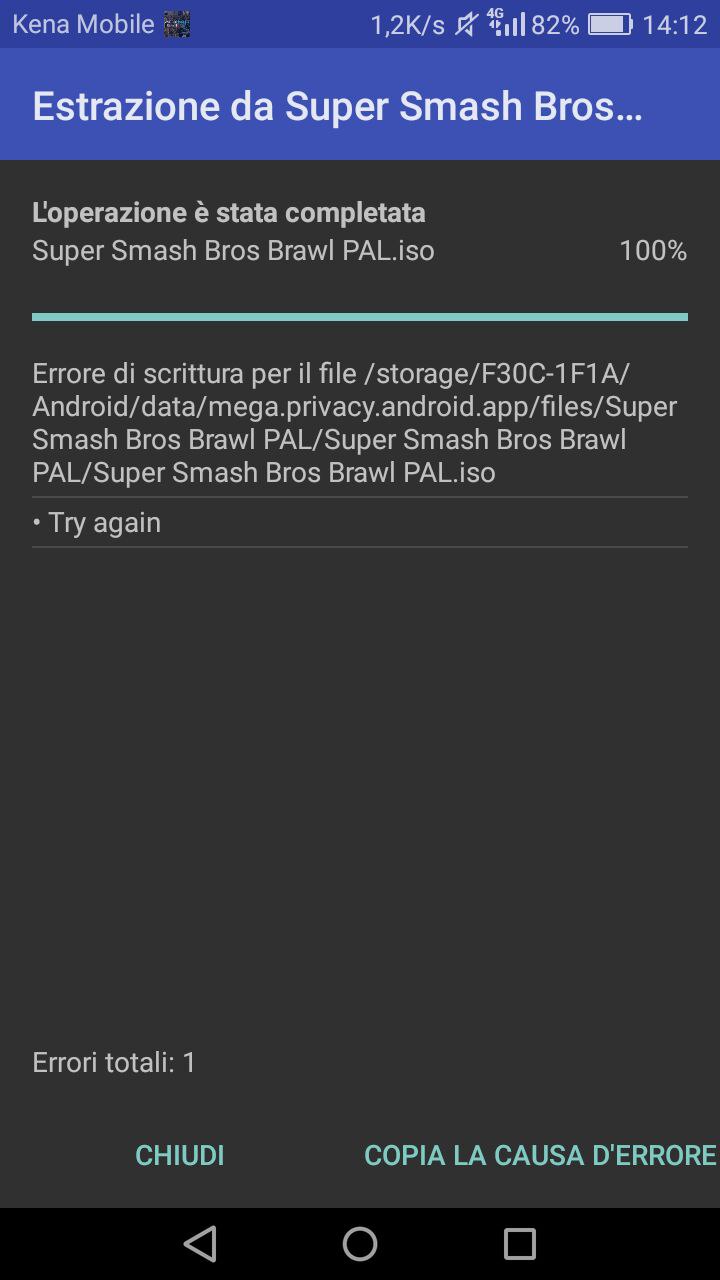 Kena Mobile 1,2K/s 4G 82% 14:12
Estrazione da Super Smash Bros...
L'operazione è stata completata
Super Smash Bros Brawl PAL.iso 100%
Errore di scrittura per il file /storage/F30C-1F1A/
Android/data/mega.privacy.android.app/files/Super
Smash Bros Brawl PAL/Super Smash Bros Brawl
PAL/Super Smash Bros Brawl PAL.iso
• Try again
Errori totali: 1
CHIUDI COPIA LA CAUSA D'ERRORE